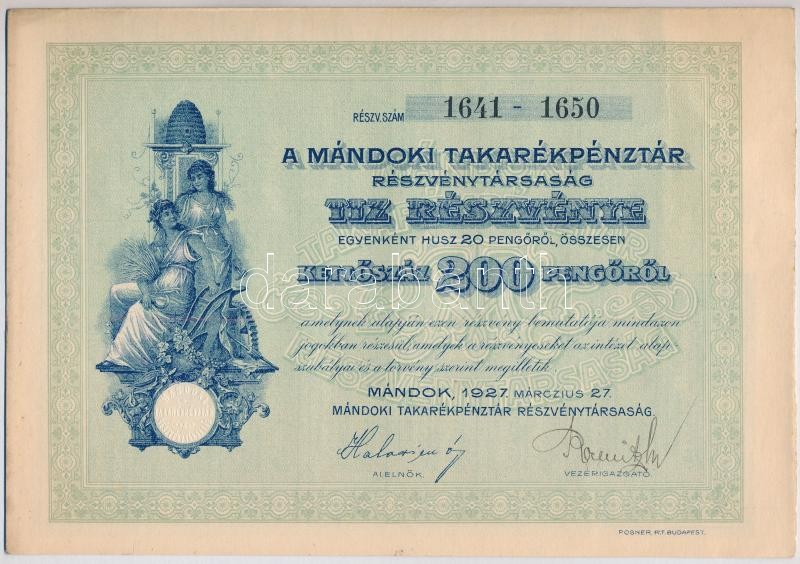 RÉSZV. SZÁM 1641 - 1650
A MÁNDOKI TAKARÉKPÉNZTÁR
RÉSZVÉNYTÁRSASÁG
TIZ RÉSZVÉNYE
EGYENKÉNT HUSZ 20 PENGŐRŐL, ÖSSZESEN
KETTŐSZÁZ 200 PENGŐRŐL
darabanth
amelynek alapján ezen részvény bemutatója mindazon
jogokban részesül, amelyek a részvényeseket az intézet alap-
szabályai és a törvény szerint megilletik.
MÁNDOK, 1927. MÁRCZIUS 27.
MÁNDOKI TAKARÉKPÉNZTÁR RÉSZVÉNYTÁRSASÁG.
ALELNÖK.
VEZÉRIGAZGATÓ.
POSNER, R.T. BUDAPEST.